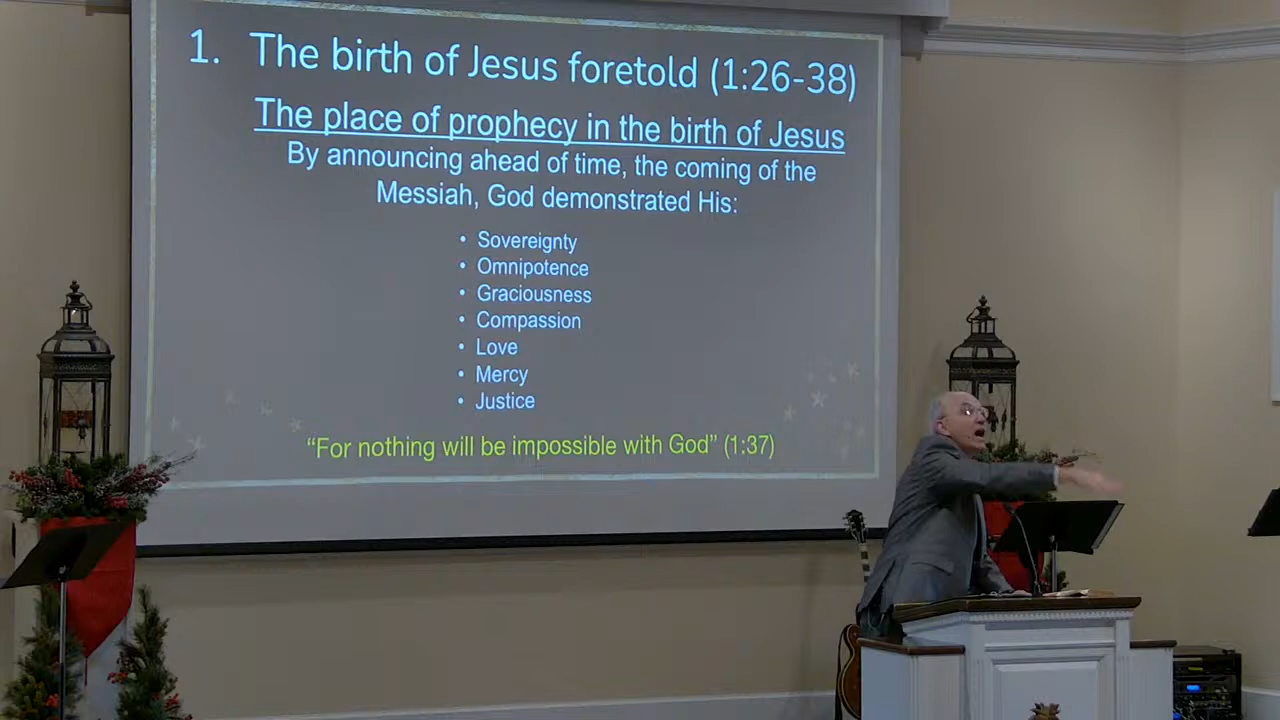 1. The birth of Jesus foretold (1:26-38)
The place of prophecy in the birth of Jesus
By announcing ahead of time, the coming of the
Messiah, God demonstrated His:
• Sovereignty
• Omnipotence
• Graciousness
• Compassion
• Love
• Mercy
• Justice
“For nothing will be impossible with God” (1:37)